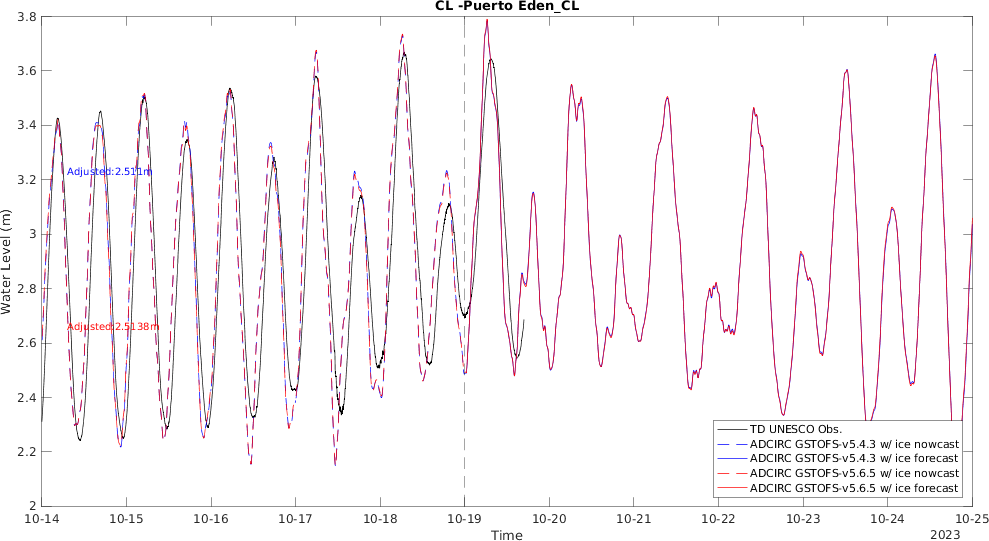 CL -Puerto Eden_CL
Water Level (m)
3.8
3.6
3.4
3.2
3
2.8
2.6
2.4
2.2
2
Adjusted:2.511m
Adjusted:2.5138m
TD UNESCO Obs.
ADCIRC GSTOFS-v5.4.3 w/ ice nowcast
ADCIRC GSTOFS-v5.4.3 w/ ice forecast
ADCIRC GSTOFS-v5.6.5 w/ ice nowcast
ADCIRC GSTOFS-v5.6.5 w/ ice forecast
10-14 10-15 10-16 10-17 10-18 10-19 10-20 10-21 10-22 10-23 10-24 10-25
Time
2023